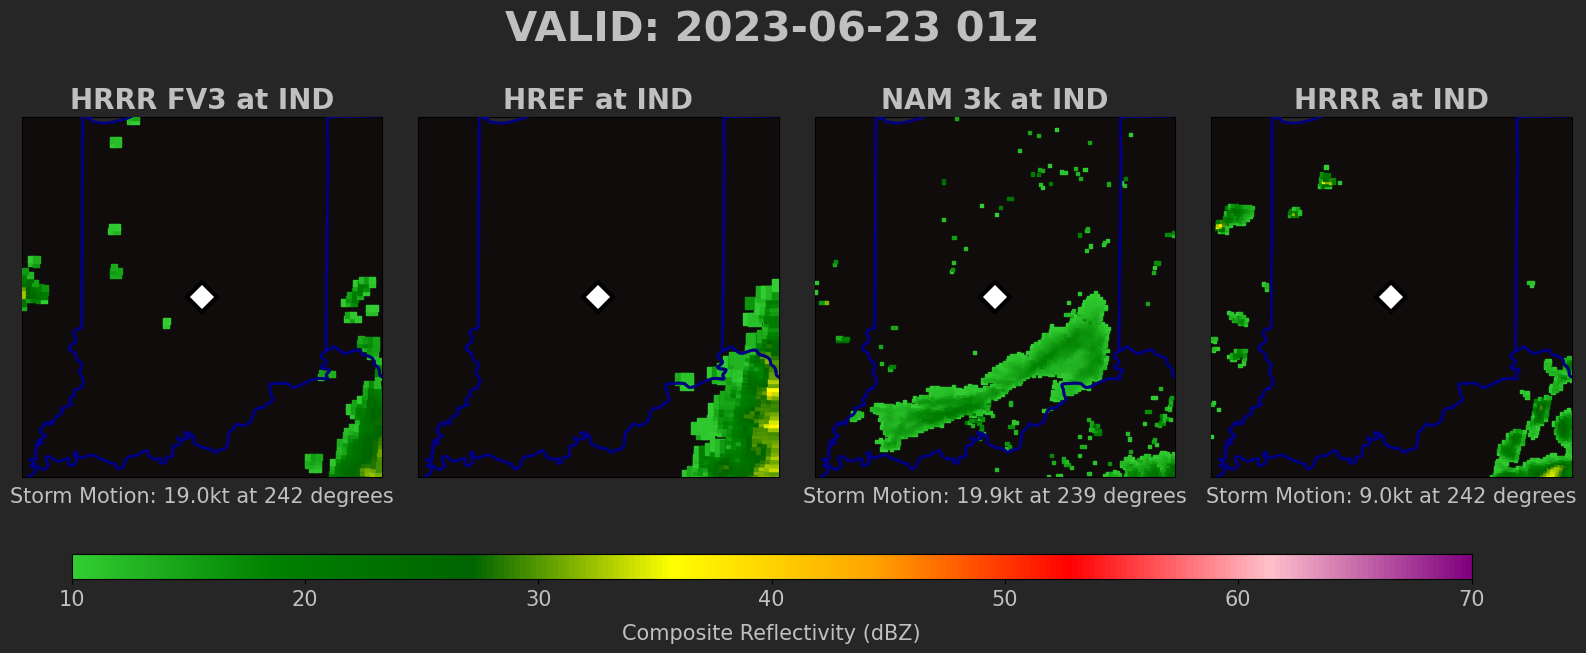 VALID: 2023-06-23 01z
HRRR FV3 at IND
HREF at IND
NAM 3k at IND
HRRR at IND
Storm Motion: 19.0kt at 242 degrees
Storm Motion: 19.9kt at 239 degrees
Storm Motion: 9.0kt at 242 degrees
10 20 30 40 50 60 70
Composite Reflectivity (dBZ)